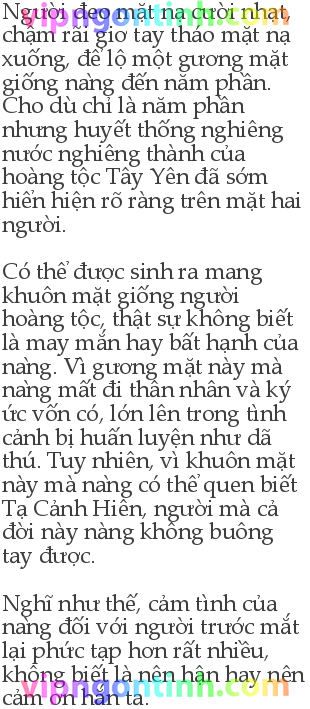 Người đeo mặt nạ cười nhạt,
chậm rãi giơ tay tháo mặt nạ
xuống, để lộ một gương mặt
giống nàng đến năm phần.
Cho dù chỉ là năm phần
nhưng huyết thống nghiêng
nước nghiêng thành của
hoàng tộc Tây Yên đã sớm
hiển hiện rõ ràng trên mặt hai
người.
Có thể được sinh ra mang
khuôn mặt giống người
hoàng tộc, thật sự không biết
là may mắn hay bất hạnh của
nàng. Vì gương mặt này mà
nàng mất đi thân nhân và ký
ức vốn có, lớn lên trong tình
cảnh bị huấn luyện như dã
thú. Tuy nhiên, vì khuôn mặt
này mà nàng có thể quen biết
Tạ Cảnh Hiên, người mà cả
đời này nàng không buông
tay được.
Nghĩ như thế, cảm tình của
nàng đối với người trước mắt
lại phức tạp hơn rất nhiều,
không biết là nên hận hay nên
cảm ơn hắn ta.
vipngontinh.com
vipngontinh.com